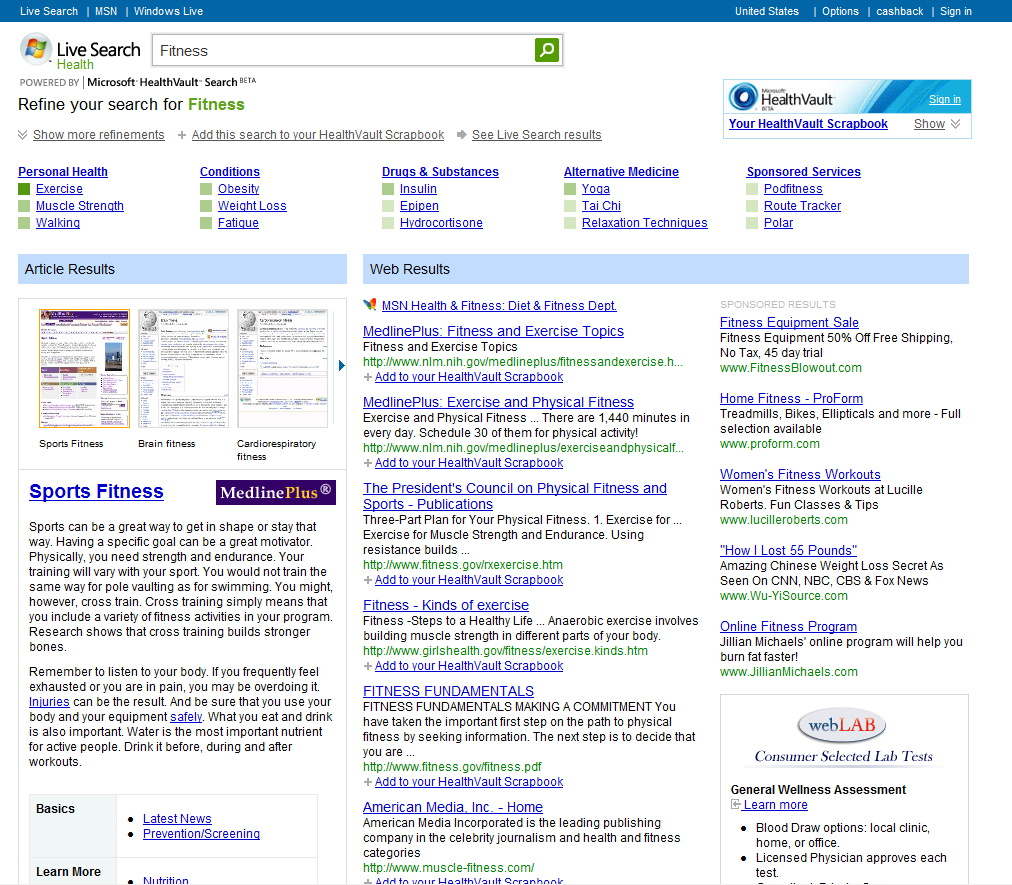 Live Search | MSN | Windows Live
United States | Options | cashback | Sign in
Live Search
Health
Fitness
POWERED BY | Microsoft® HealthVault™ Search BETA
Refine your search for Fitness
Show more refinements
Add this search to your HealthVault Scrapbook
See Live Search results
Microsoft®
HealthVault™
BETA
Sign in
Your HealthVault Scrapbook
Show
Personal Health
Exercise
Muscle Strength
Walking
Conditions
Obesity
Weight Loss
Fatigue
Drugs & Substances
Insulin
Epipen
Hydrocortisone
Alternative Medicine
Yoga
Tai Chi
Relaxation Techniques
Sponsored Services
Podfitness
Route Tracker
Polar
Article Results
Sports Fitness
Brain fitness
Cardiorespiratory
fitness
Sports Fitness
MedlinePlus®
Sports can be a great way to get in shape or stay that
way. Having a specific goal can be a great motivator.
Physically, you need strength and endurance. Your
training will vary with your sport. You would not train the
same way for pole vaulting as for swimming. You might,
however, cross train. Cross training simply means that
you include a variety of fitness activities in your program.
Research shows that cross training builds stronger
bones.
Remember to listen to your body. If you frequently feel
exhausted or you are in pain, you may be overdoing it.
Injuries can be the result. And be sure that you use your
body and your equipment safely. What you eat and drink
is also important. Water is the most important nutrient
for active people. Drink it before, during and after
workouts.
Basics
Latest News
Prevention/Screening
Learn More
Nutrition
Web Results
MSN Health & Fitness: Diet & Fitness Dept.
MedlinePlus: Fitness and Exercise Topics
Fitness and Exercise Topics
http://www.nlm.nih.gov/medlineplus/fitnessandexercise.h...
Add to your HealthVault Scrapbook
MedlinePlus: Exercise and Physical Fitness
Exercise and Physical Fitness ... There are 1,440 minutes in
every day. Schedule 30 of them for physical activity!
http://www.nlm.nih.gov/medlineplus/exerciseandphysicalf...
Add to your HealthVault Scrapbook
The President's Council on Physical Fitness and
Sports - Publications
Three-Part Plan for Your Physical Fitness. 1. Exercise for ...
Exercise for Muscle Strength and Endurance. Using
resistance builds ...
http://www.fitness.gov/rxexercise.htm
Add to your HealthVault Scrapbook
Fitness - Kinds of exercise
Fitness -Steps to a Healthy Life ... Anaerobic exercise involves
building muscle strength in different parts of your body.
http://www.girlshealth.gov/fitness/exercise.kinds.htm
Add to your HealthVault Scrapbook
FITNESS FUNDAMENTALS
FITNESS FUNDAMENTALS MAKING A COMMITMENT You
have taken the important first step on the path to physical
fitness by seeking information. The next step is to decide that
you are ...
http://www.fitness.gov/fitness.pdf
Add to your HealthVault Scrapbook
American Media, Inc. - Home
American Media Incorporated is the leading publishing
company in the celebrity journalism and health and fitness
categories
http://www.muscle-fitness.com/
Add to your HealthVault Scrapbook
SPONSORED RESULTS
Fitness Equipment Sale
Fitness Equipment 50% Off Free Shipping,
No Tax, 45 day trial
www.FitnessBlowout.com
Home Fitness - ProForm
Treadmills, Bikes, Ellipticals and more - Full
selection available
www.proform.com
Women's Fitness Workouts
Women's Fitness Workouts at Lucille
Roberts. Fun Classes & Tips
www.lucilleroberts.com
"How I Lost 55 Pounds"
Amazing Chinese Weight Loss Secret As
Seen On CNN, NBC, CBS & Fox News
www.Wu-YiSource.com
Online Fitness Program
Jillian Michaels' online program will help you
burn fat faster!
www.JillianMichaels.com
webLAB
Consumer Selected Lab Tests
General Wellness Assessment
Learn more
Blood Draw options: local clinic,
home, or office.
Licensed Physician approves each
test.